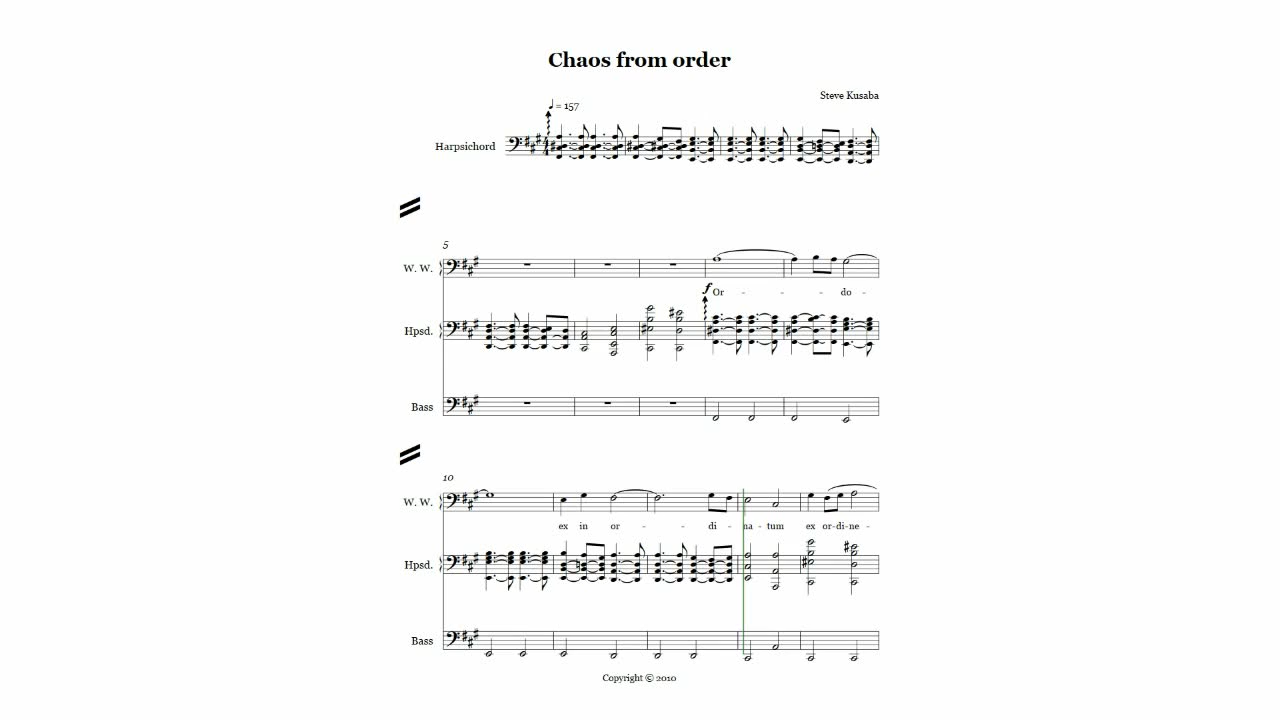 Chaos from order
Steve Kusaba
= 157
Harpsichord
5
W. W.
f Or - - - do -
Hpsd.
Bass
10
W. W.
ex in or - - di - na - tum ex or-di-ne -
Hpsd.
Bass
Copyright © 2010